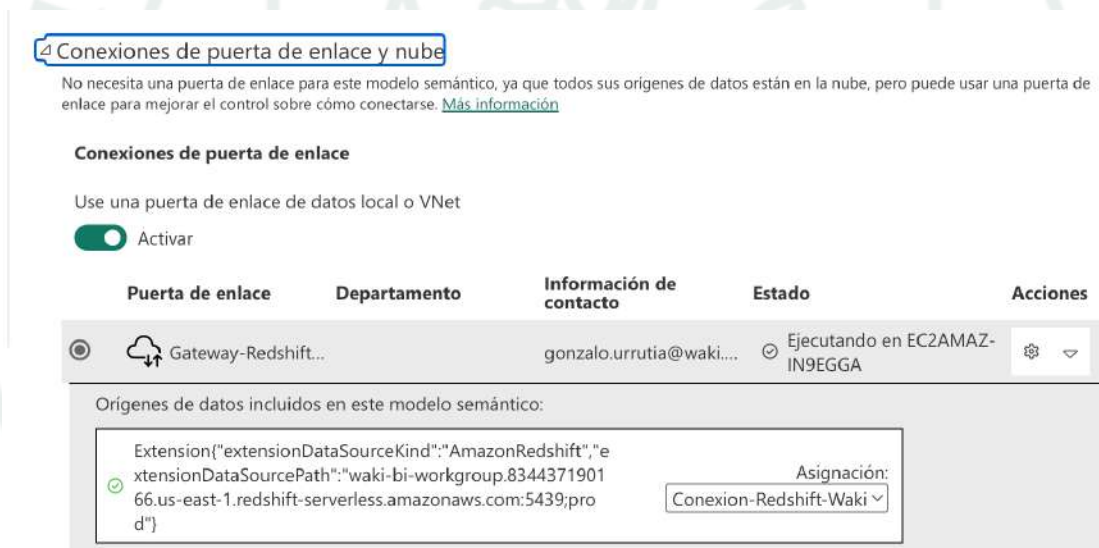 Conexiones de puerta de enlace y nube
No necesita una puerta de enlace para este modelo semántico, ya que todos sus orígenes de datos están en la nube, pero puede usar una puerta de
enlace para mejorar el control sobre cómo conectarse. Más información
Conexiones de puerta de enlace
Use una puerta de enlace de datos local o VNet
Activar
Puerta de enlace Departamento Información de contacto Estado Acciones
Gateway-Redshift... gonzalo.urrutia@waki.... Ejecutando en EC2AMAZ-
IN9EGGA
Orígenes de datos incluidos en este modelo semántico:
Extension{"extensionDataSourceKind":"AmazonRedshift","e
xtensionDataSourcePath":"waki-bi-workgroup.8344371901
66.us-east-1.redshift-serverless.amazonaws.com:5439;pro
d"}
Asignación:
Conexion-Redshift-Waki